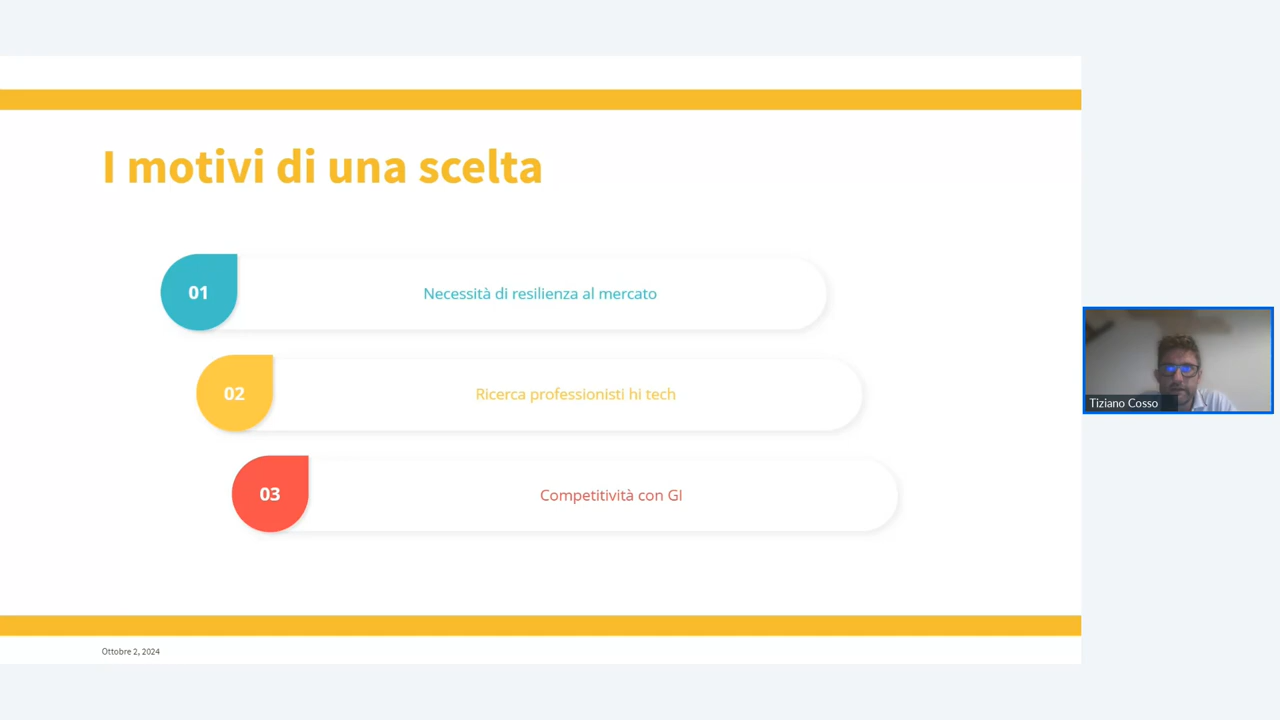 I motivi di una scelta
01
Necessità di resilienza al mercato
02
Ricerca professionisti hi tech
03
Competitività con GI
Tiziano Cosso
Ottobre 2, 2024